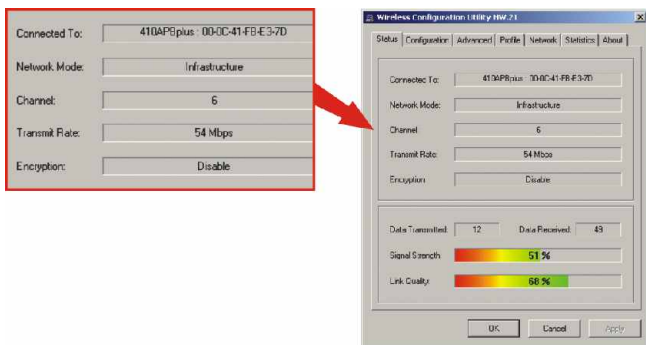 Connected To: 410APBplus : 00-0C-41-FB-E3-7D
Network Mode: Infrastructure
Channel: 6
Transmit Rate: 54 Mbps
Encryption: Disable
Wireless Configuration Utility HW.21
Status Configuration Advanced Profile Network Statistics About
Connected To: 410APBplus : 00-0C-41-FB-E3-7D
Network Mode: Infrastructure
Channel 6
Transmit Rate: 54 Mbps
Encryption Disable
Data Transmitted: 12 Data Received: 49
Signal Strength 51 %
Link Quality: 68 %
OK Cancel Apply